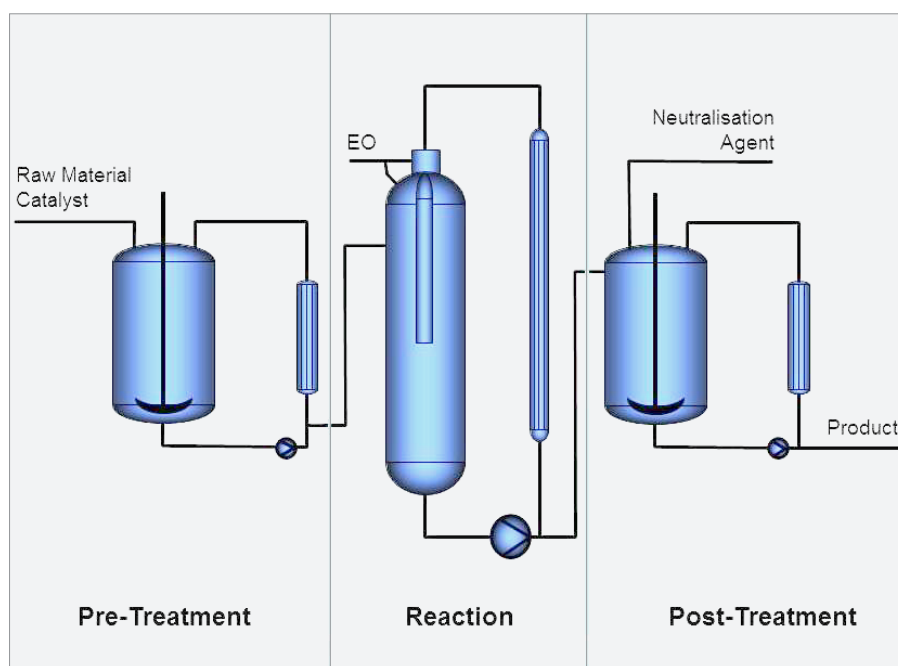 Raw Material
Catalyst
EO
Neutralisation
Agent
Product
Pre-Treatment
Reaction
Post-Treatment